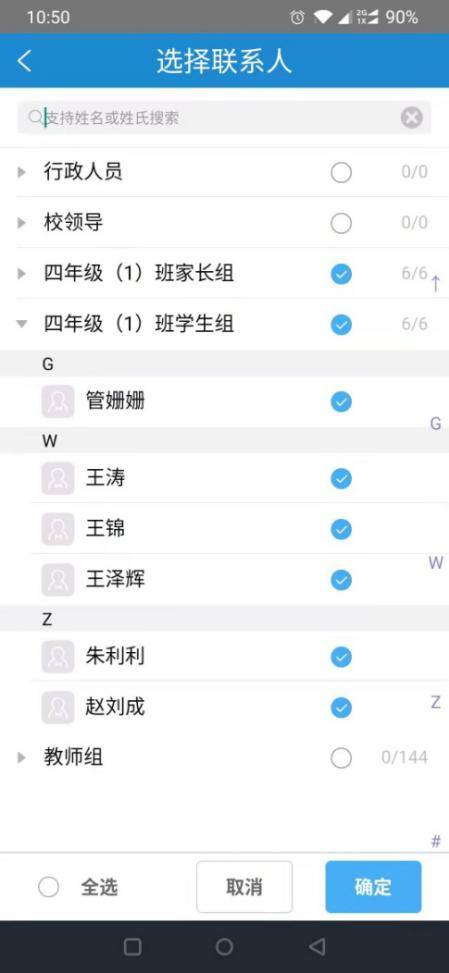 10:50 2G 1X 90%
选择联系人
支持姓名或姓氏搜索
行政人员 0/0
校领导 0/0
四年级（1）班家长组 6/6
↑
四年级（1）班学生组 6/6
G
管姗姗
G
W
王涛
王锦
W
王泽辉
Z
朱利利
Z
赵刘成
教师组 0/144
#
全选 取消 确定